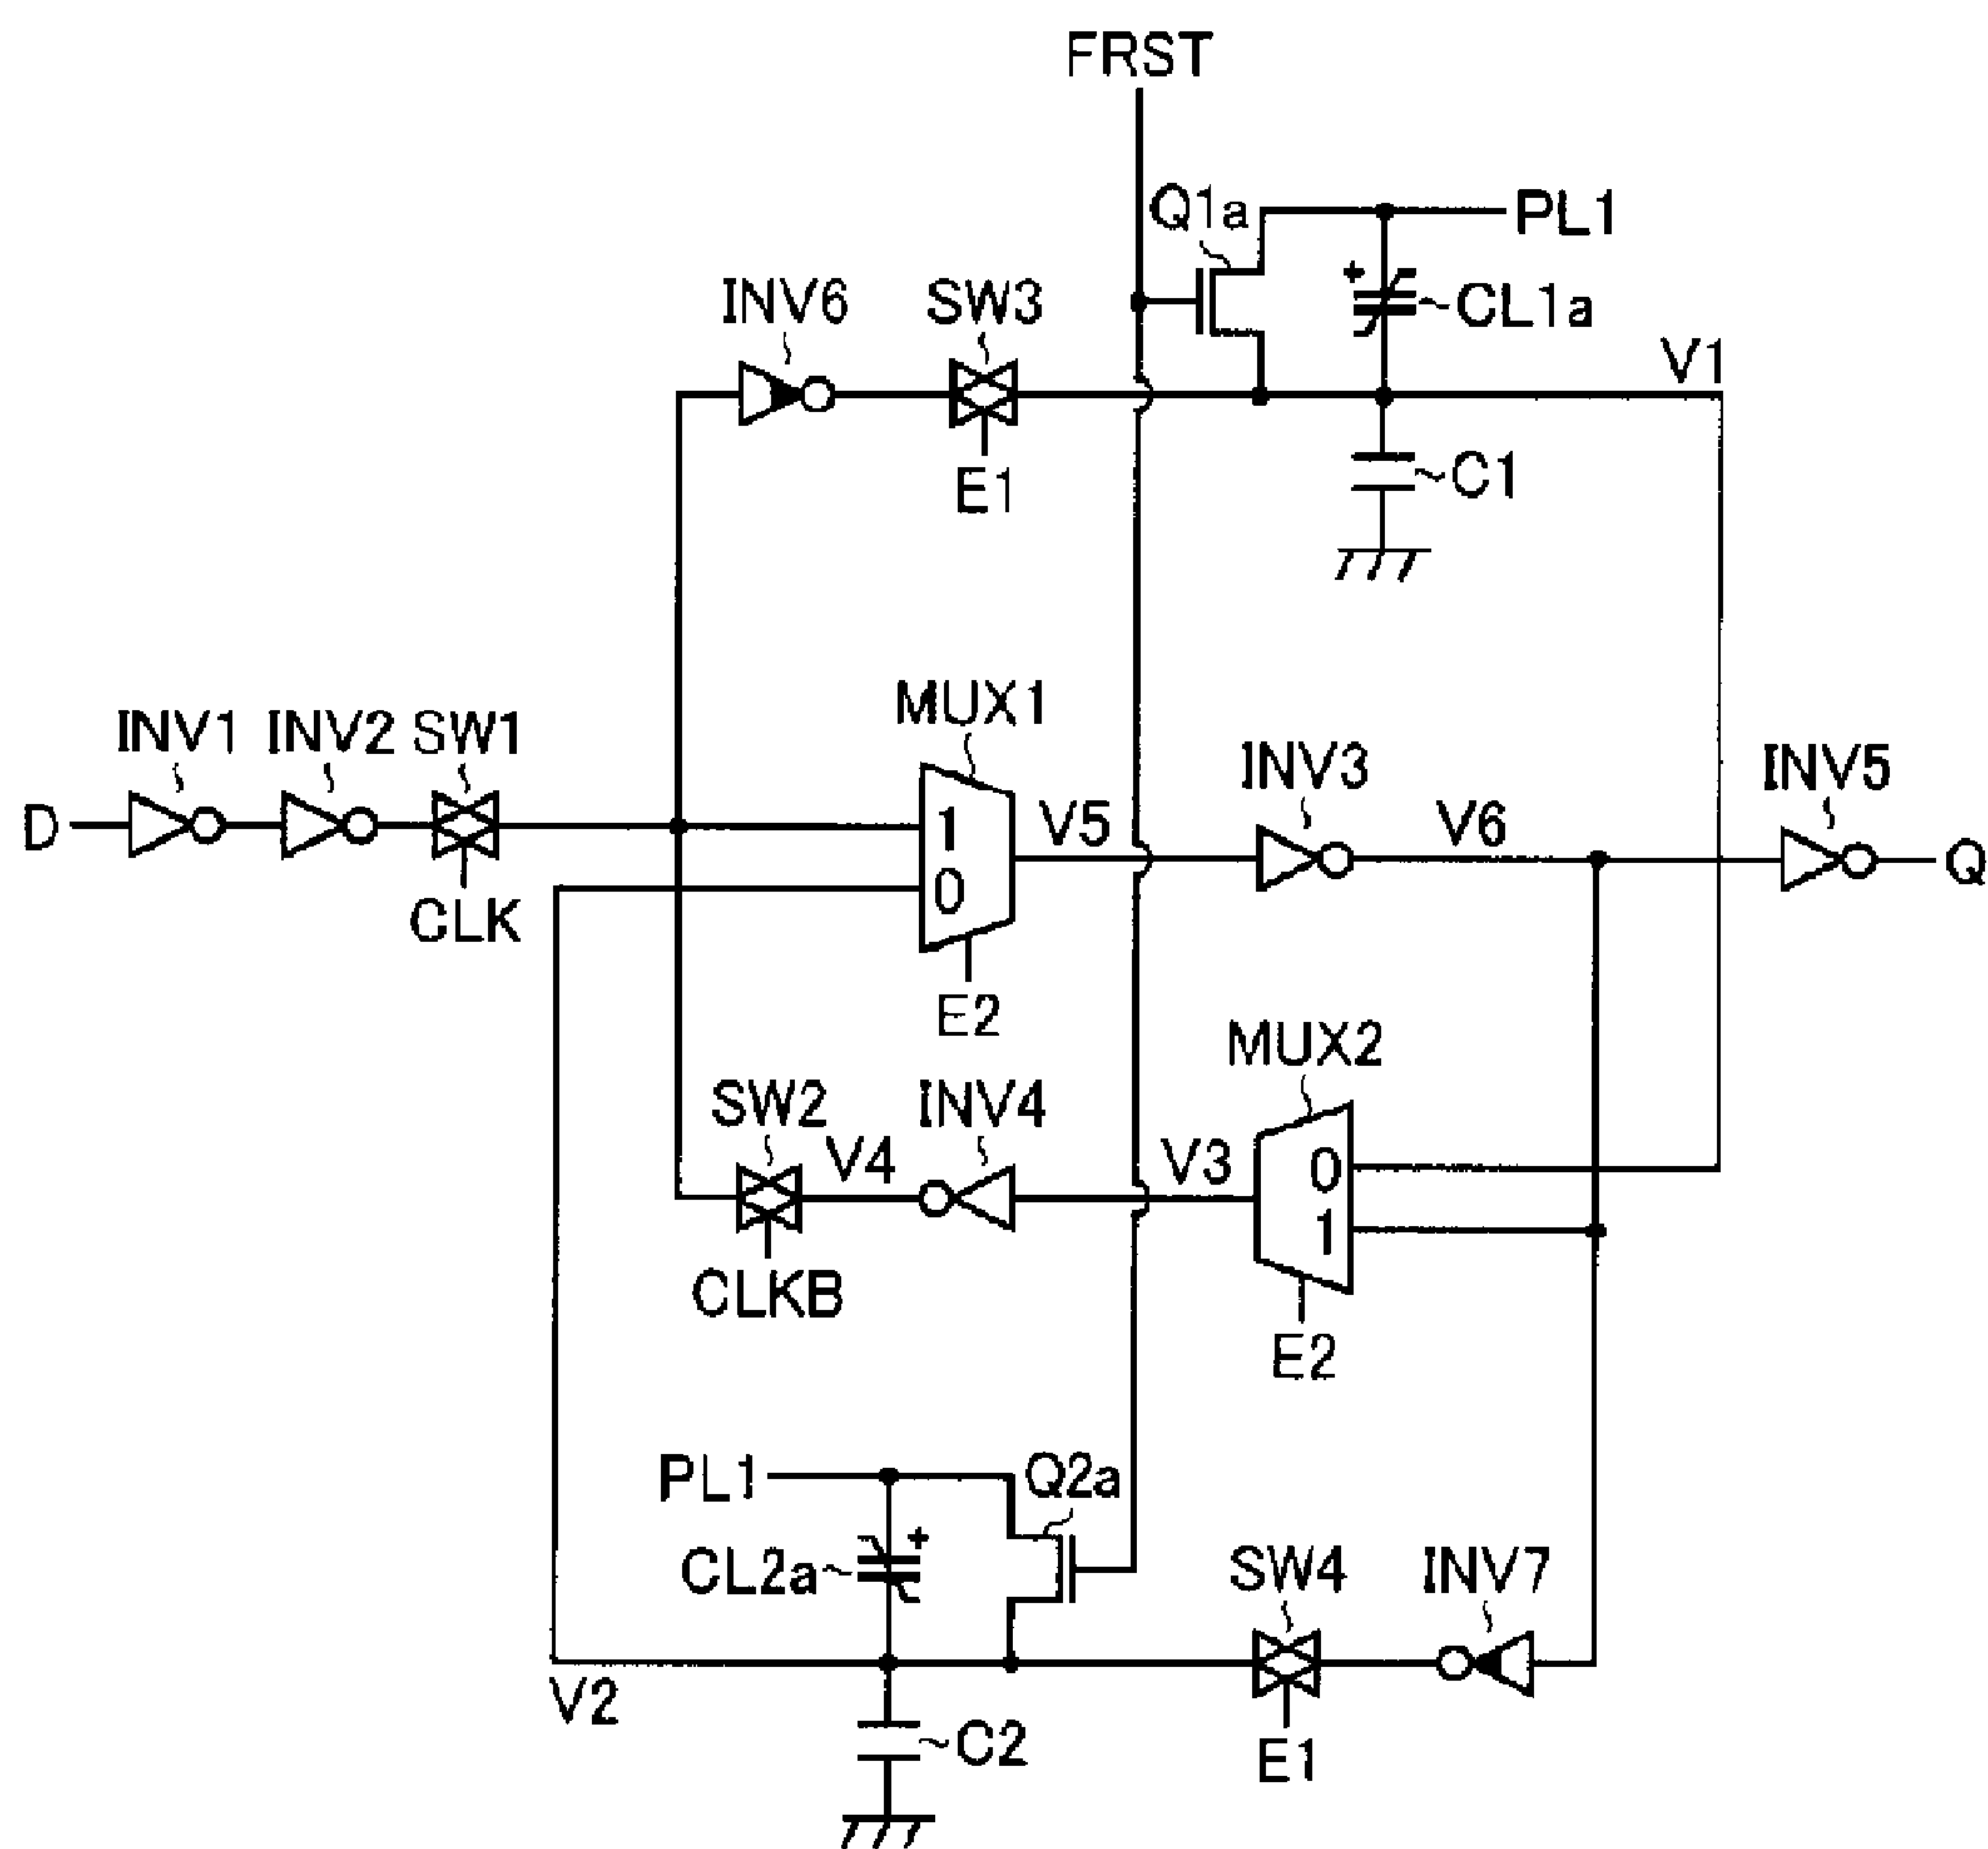 FRST
Q1a
PL1
INV6
SW3
+
CL1a
V1
E1
C1
MUX1
INV1
INV2
SW1
INV3
INV5
D
1
V5
V6
Q
0
CLK
E2
MUX2
SW2
INV4
V4
V3
0
1
CLKB
E2
PL1
Q2a
+
CL2a
SW4
INV7
V2
C2
E1